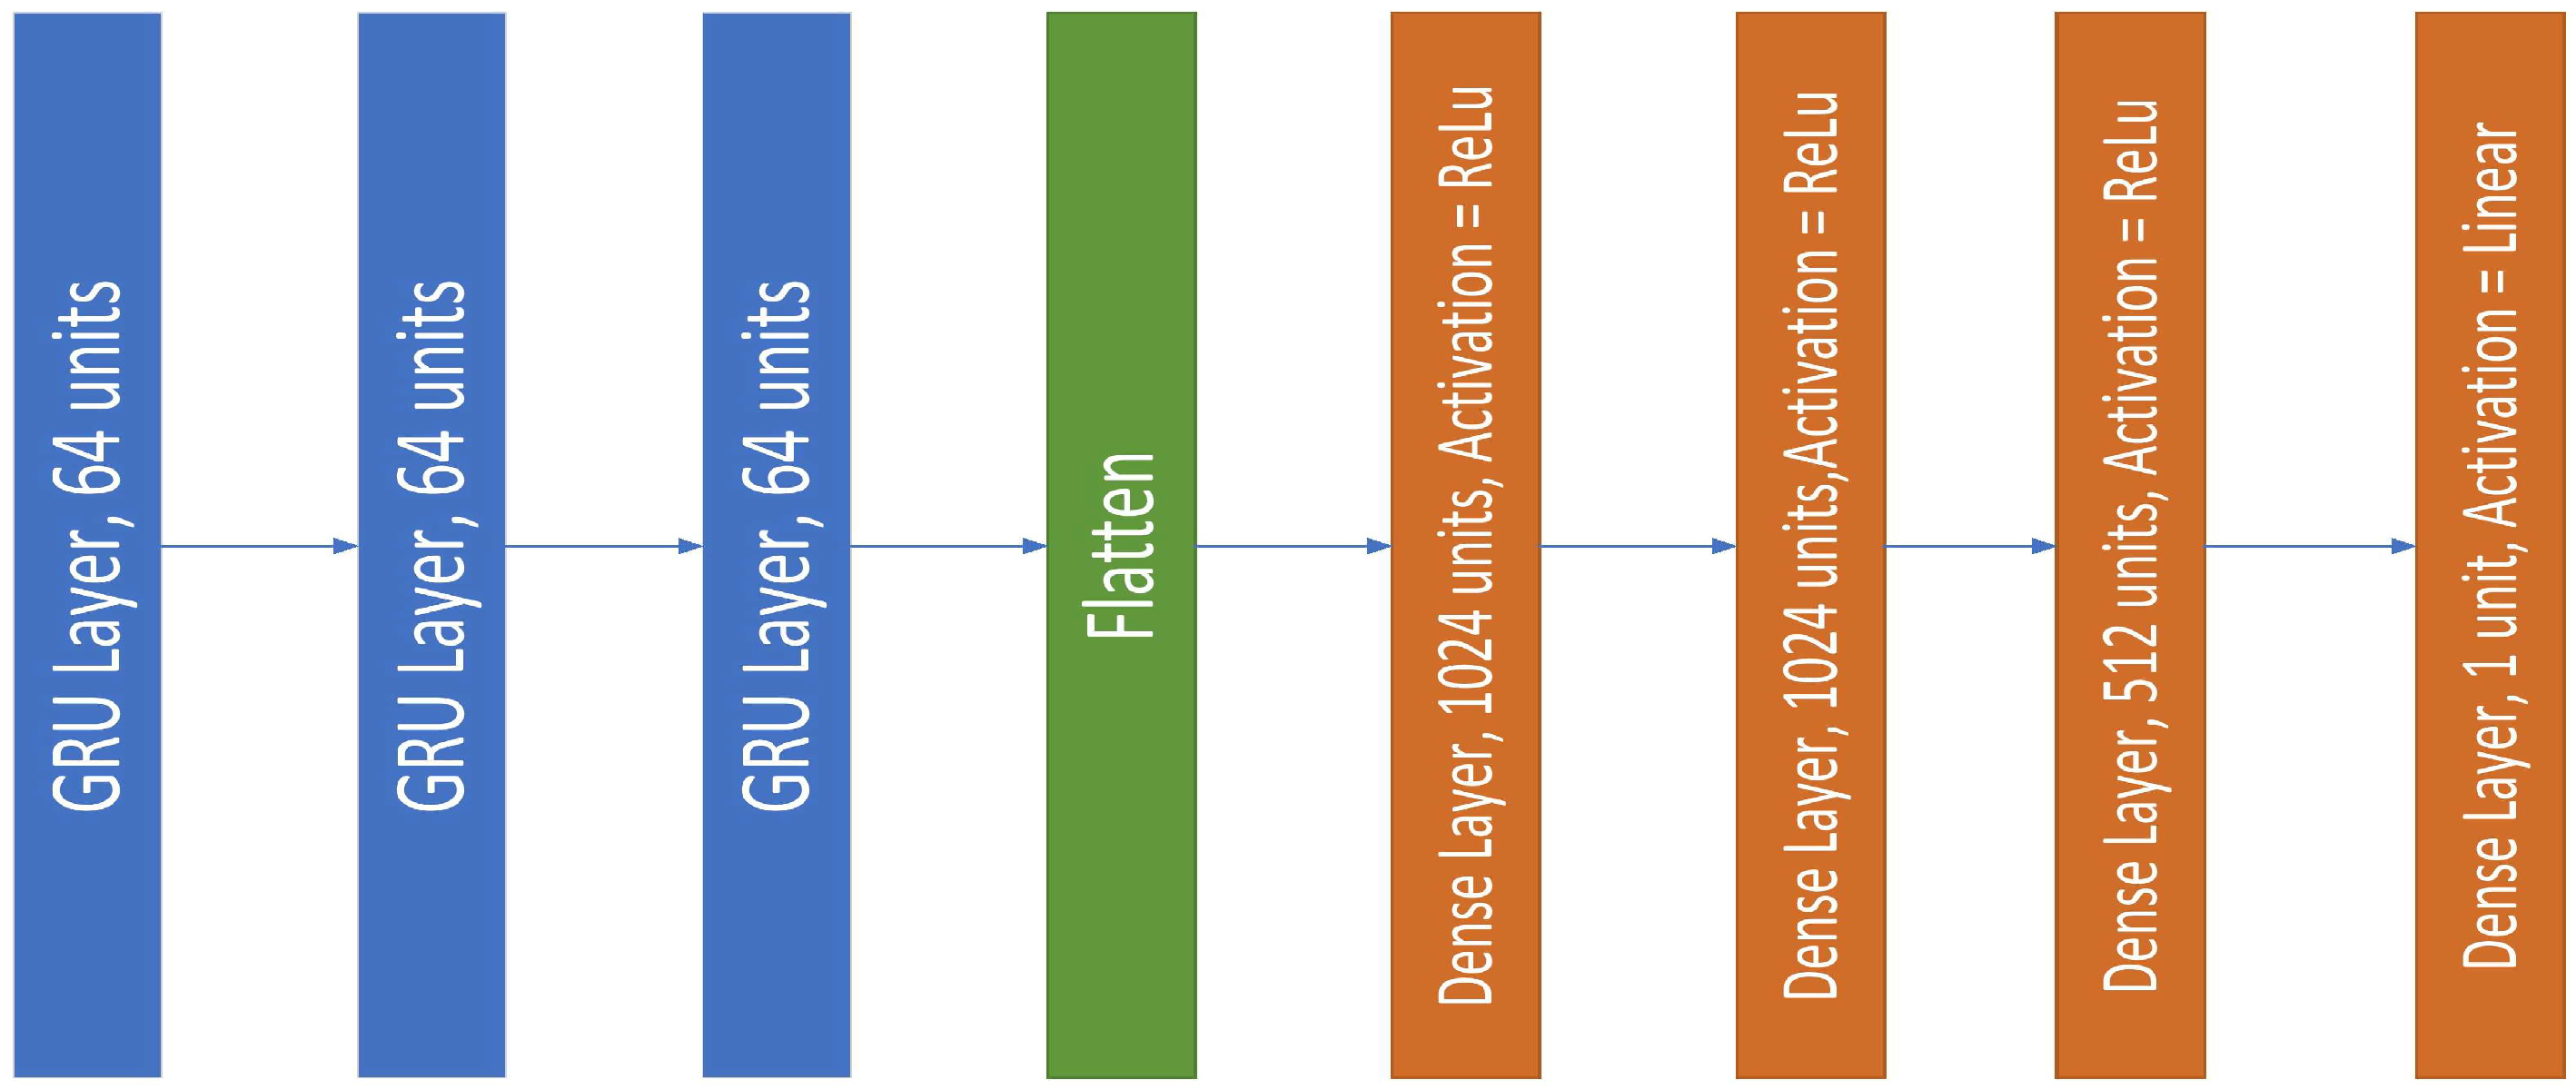 GRU Layer, 64 units
GRU Layer, 64 units
GRU Layer, 64 units
Flatten
Dense Layer, 1024 units, Activation = ReLu
Dense Layer, 1024 units,Activation = ReLu
Dense Layer, 512 units, Activation = ReLu
Dense Layer, 1 unit, Activation = Linear